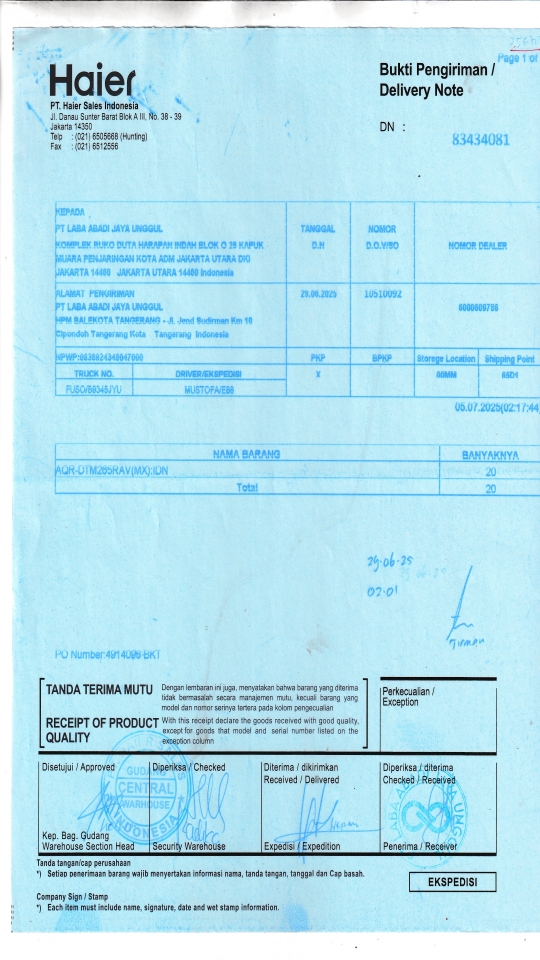 Page 1 of
Haier
Bukti Pengiriman /
Delivery Note
PT. Haier Sales Indonesia
Jl. Danau Sunter Barat Blok A III, No. 38 - 39
Jakarta 14350
Telp : (021) 6505668 (Hunting)
Fax : (021) 6512556
DN :
83434081
KEPADA
PT LABA ABADI JAYA UNGGUL
KOMPLEK RUKO DUTA HARAPAN INDAH BLOK O 28 KAPUK
MUARA PENJARINGAN KOTA ADM JAKARTA UTARA DKI
JAKARTA 14460 JAKARTA UTARA 14460 Indonesia
TANGGAL
D.N
NOMOR
D.O.V/SO
NOMOR DEALER
ALAMAT PENGIRIMAN
PT LABA ABADI JAYA UNGGUL
HPM BALEKOTA TANGERANG - Jl. Jend Sudirman Km 10
Cipondoh Tangerang Kota Tangerang Indonesia
29.06.2025
10510092
PKP
BPKP
Storege Location
Shipping Point
TRUCK NO.
DRIVER/EKSPEDISI
X
FUSO/B9345JYU
MUSTOFA/E99
05.07.2025(02:17:44
NAMA BARANG
BANYAKNYA
AQR-DTM265RAV(MX):IDN
20
Total
20
29-06-25
02.01
PO Number:4914096-BKT
TANDA TERIMA MUTU
Dengan lembaran ini juga, menyatakan bahwa barang yang diterima
tidak bermasalah secara manajemen mutu, kecuali barang yang
model dan nomor serinya tertera pada kolom pengecualian
RECEIPT OF PRODUCT
QUALITY
With this receipt declare the goods received with good quality,
except for goods that model and serial number listed on the
exception column
Perkecualian /
Exception
Disetujui / Approved
Diperiksa / Checked
Diterima / dikirimkan
Received / Delivered
Diperiksa / diterima
Checked / Received
GUDANG
CENTRAL
WAREHOUSE
INDONESIA
Kep. Bag. Gudang
Warehouse Section Head
Security Warehouse
Expedisi / Expedition
Penerima / Receiver
Tanda tangan/cap perusahaan
*) Setiap penerimaan barang wajib menyertakan informasi nama, tanda tangan, tanggal dan Cap basah.
EKSPEDISI
Company Sign / Stamp
*) Each item must include name, signature, date and wet stamp information.